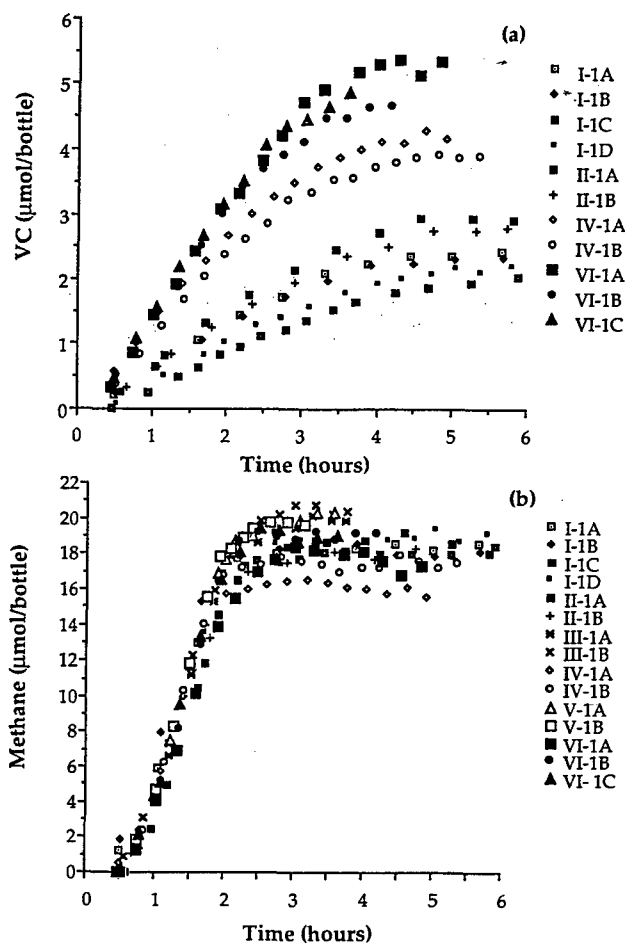 (a)
VC (μmol/bottle)
6
5
4
3
2
1
0
0
1
2
3
4
5
6
Time (hours)
I-1A
I-1B
I-1C
I-1D
II-1A
II-1B
IV-1A
IV-1B
VI-1A
VI-1B
VI-1C
(b)
Methane (μmol/bottle)
22
20
18
16
14
12
10
8
6
4
2
0
0
1
2
3
4
5
6
Time (hours)
I-1A
I-1B
I-1C
I-1D
II-1A
II-1B
III-1A
III-1B
IV-1A
IV-1B
V-1A
V-1B
VI-1A
VI-1B
VI- 1C